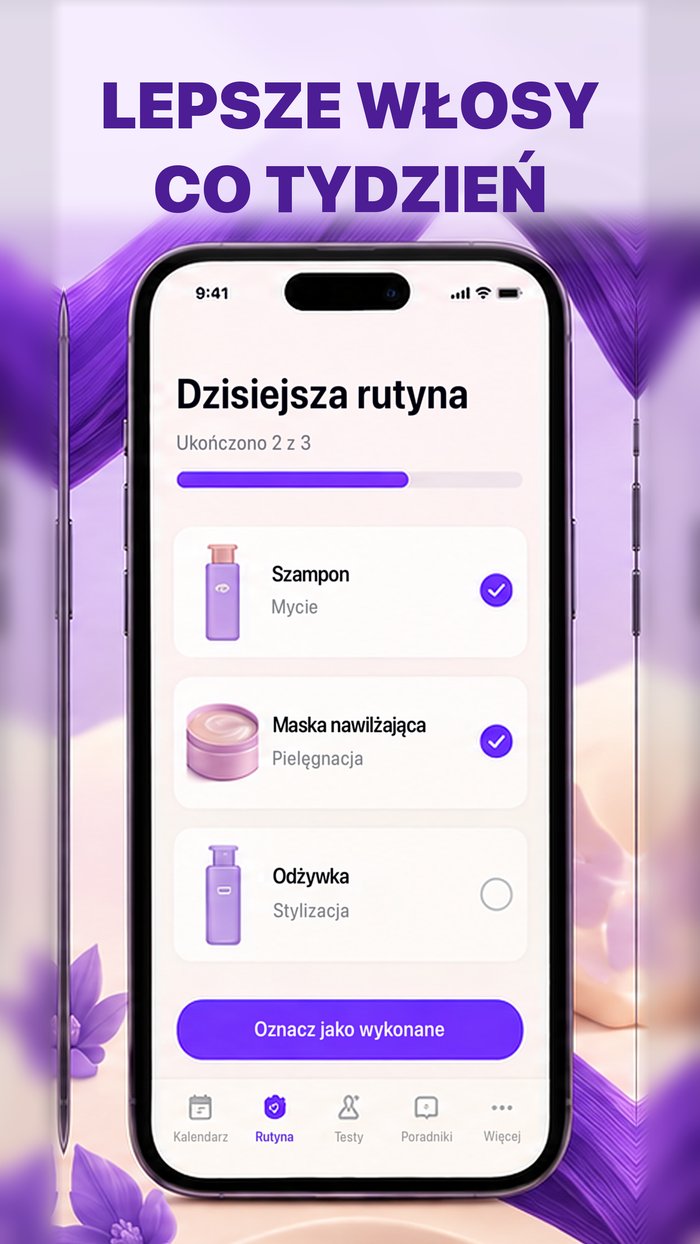 LEPSZE WŁOSY
CO TYDZIEŃ
9:41
Dzisiejsza rutyna
Ukończono 2 z 3
Szampon
Mycie
Maska nawilżająca
Pielęgnacja
Odżywka
Stylizacja
Oznacz jako wykonane
Kalendarz
Rutyna
Testy
Poradniki
Więcej